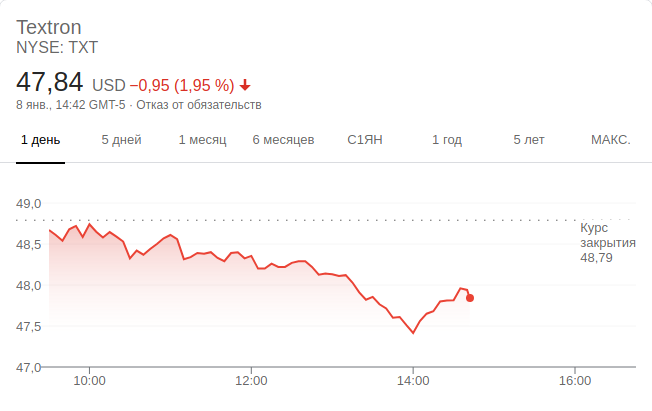 Textron
NYSE: TXT
47,84 USD −0,95 (1,95 %)
8 янв., 14:42 GMT-5 · Отказ от обязательств
1 день 5 дней 1 месяц 6 месяцев С1ЯН 1 год 5 лет МАКС.
49,0
Курс
закрытия
48,79
48,5
48,0
47,5
47,0
10:00 12:00 14:00 16:00